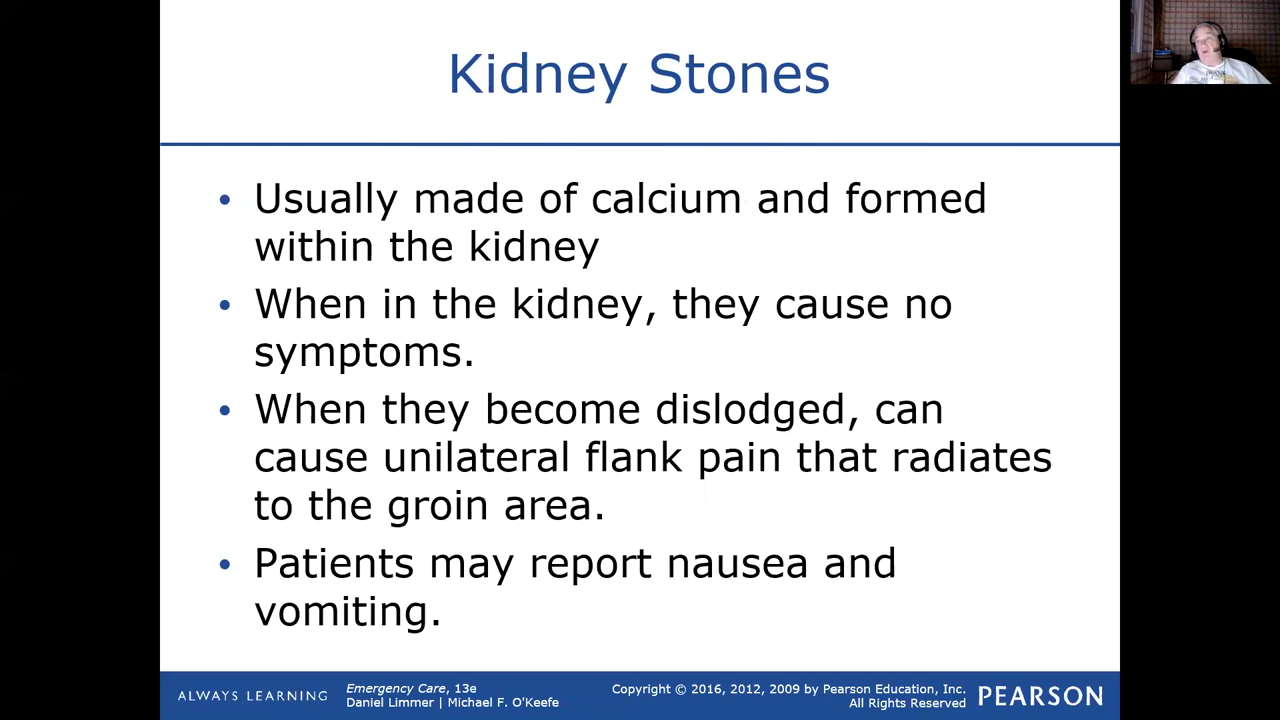 Kidney Stones
• Usually made of calcium and formed
within the kidney
• When in the kidney, they cause no
symptoms.
• When they become dislodged, can
cause unilateral flank pain that radiates
to the groin area.
• Patients may report nausea and
vomiting.
ALWAYS LEARNING
Emergency Care, 13e
Daniel Limmer | Michael F. O'Keefe
Copyright © 2016, 2012, 2009 by Pearson Education, Inc.
All Rights Reserved
PEARSON